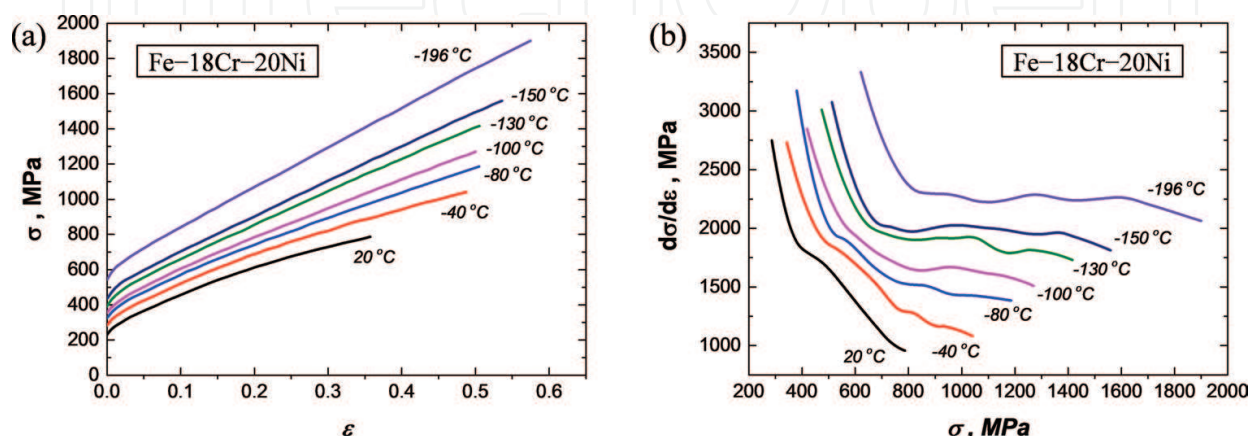 (a)
Fe–18Cr–20Ni
-196 °C
-150 °C
-130 °C
-100 °C
-80 °C
-40 °C
20 °C
2000
1800
1600
1400
1200
1000
800
600
400
200
0
σ , MPa
0.0 0.1 0.2 0.3 0.4 0.5 0.6
ε
(b)
Fe–18Cr–20Ni
-196 °C
-150 °C
-130 °C
-100 °C
-80 °C
-40 °C
20 °C
3500
3000
2500
2000
1500
1000
dσ/dε , MPa
200 400 600 800 1000 1200 1400 1600 1800 2000
σ , MPa